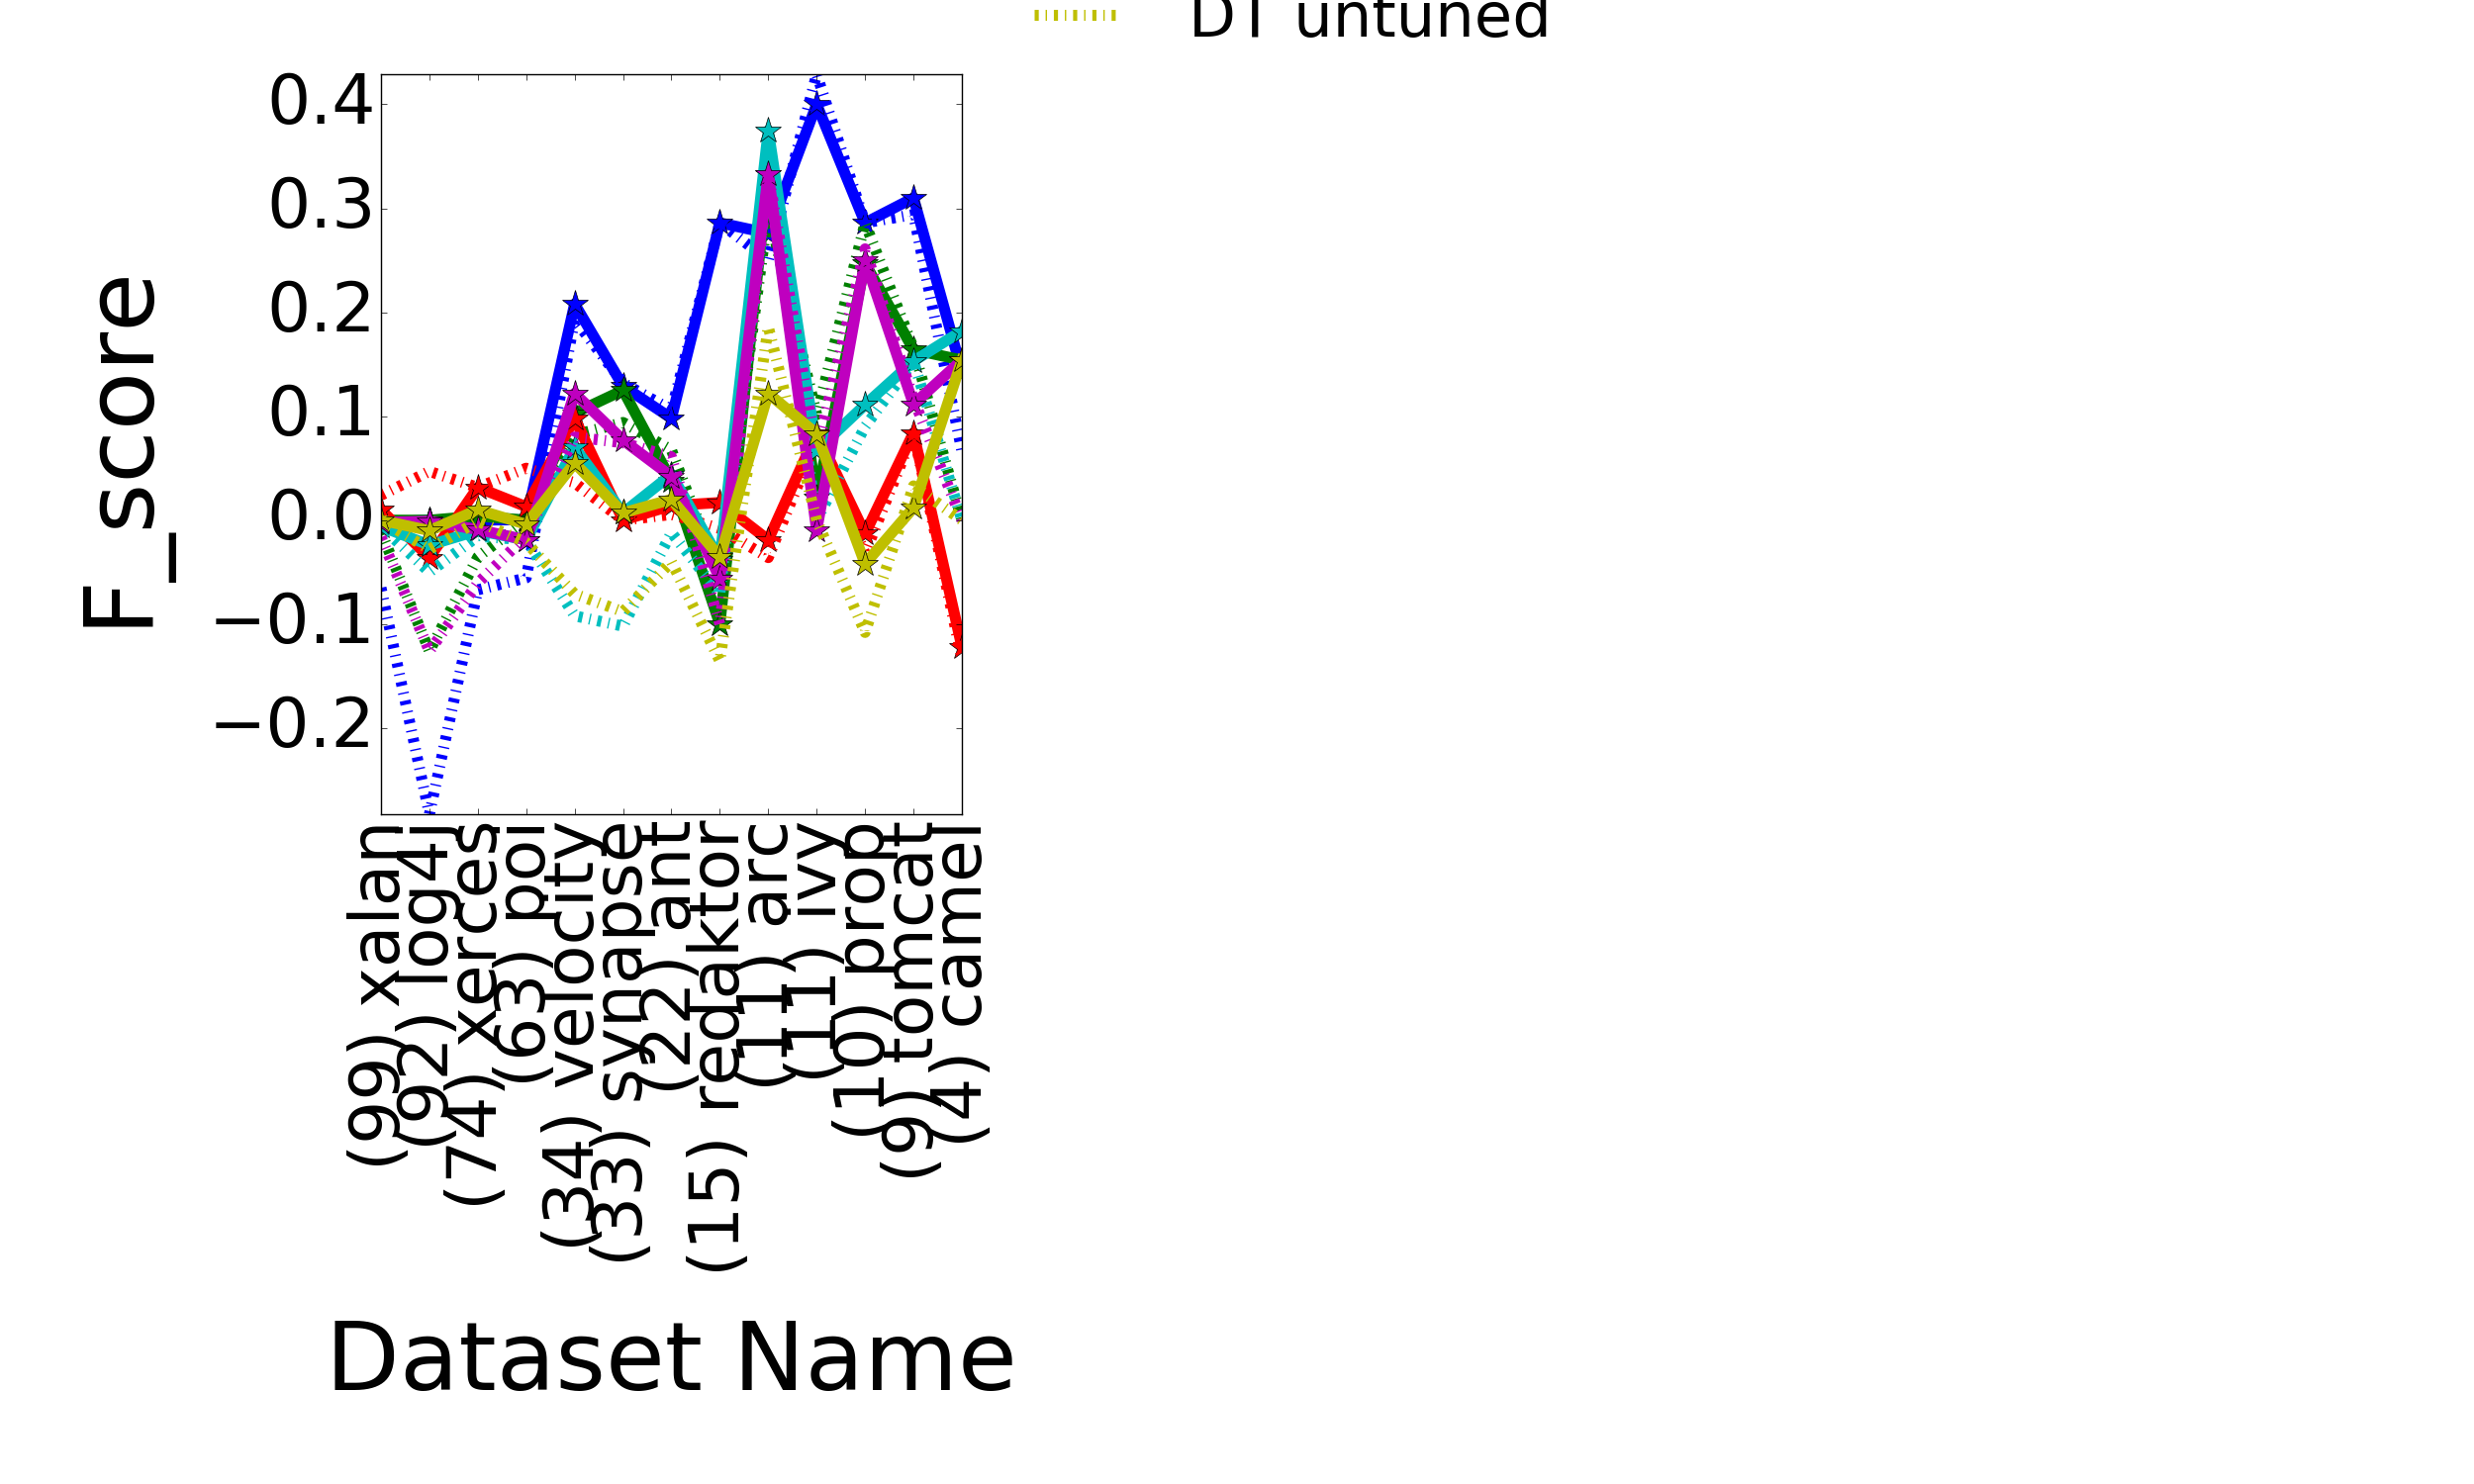 DT untuned
F_score
0.4
0.3
0.2
0.1
0.0
−0.1
−0.2
(99) xalan
(92) log4j
(74) xerces
(63) poi
(34) velocity
(33) synapse
(22) ant
(15) redaktor
(11) arc
(11) ivy
(10) prop
(9) tomcat
(4) camel
Dataset Name